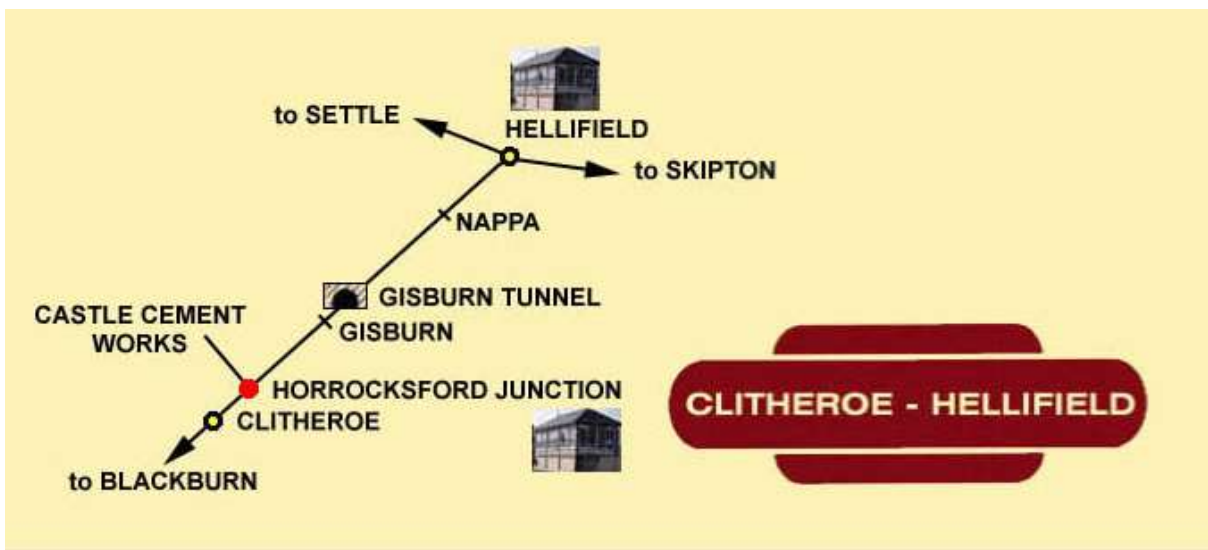 to SETTLE
HELLIFIELD
to SKIPTON
NAPPA
GISBURN TUNNEL
CASTLE CEMENT
WORKS
GISBURN
HORROCKSFORD JUNCTION
CLITHEROE
to BLACKBURN
CLITHEROE - HELLIFIELD